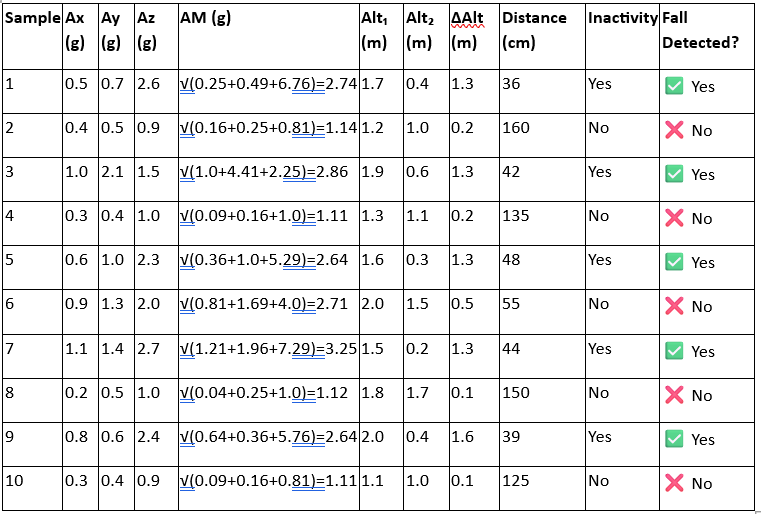 Sample Ax (g) Ay (g) Az (g) AM (g) Alt₁ (m) Alt₂ (m) ΔAlt (m) Distance (cm) Inactivity Fall Detected?
1 0.5 0.7 2.6 √(0.25+0.49+6.76)=2.74 1.7 0.4 1.3 36 Yes ✅ Yes
2 0.4 0.5 0.9 √(0.16+0.25+0.81)=1.14 1.2 1.0 0.2 160 No ❌ No
3 1.0 2.1 1.5 √(1.0+4.41+2.25)=2.86 1.9 0.6 1.3 42 Yes ✅ Yes
4 0.3 0.4 1.0 √(0.09+0.16+1.0)=1.11 1.3 1.1 0.2 135 No ❌ No
5 0.6 1.0 2.3 √(0.36+1.0+5.29)=2.64 1.6 0.3 1.3 48 Yes ✅ Yes
6 0.9 1.3 2.0 √(0.81+1.69+4.0)=2.71 2.0 1.5 0.5 55 No ❌ No
7 1.1 1.4 2.7 √(1.21+1.96+7.29)=3.25 1.5 0.2 1.3 44 Yes ✅ Yes
8 0.2 0.5 1.0 √(0.04+0.25+1.0)=1.12 1.8 1.7 0.1 150 No ❌ No
9 0.8 0.6 2.4 √(0.64+0.36+5.76)=2.64 2.0 0.4 1.6 39 Yes ✅ Yes
10 0.3 0.4 0.9 √(0.09+0.16+0.81)=1.11 1.1 1.0 0.1 125 No ❌ No